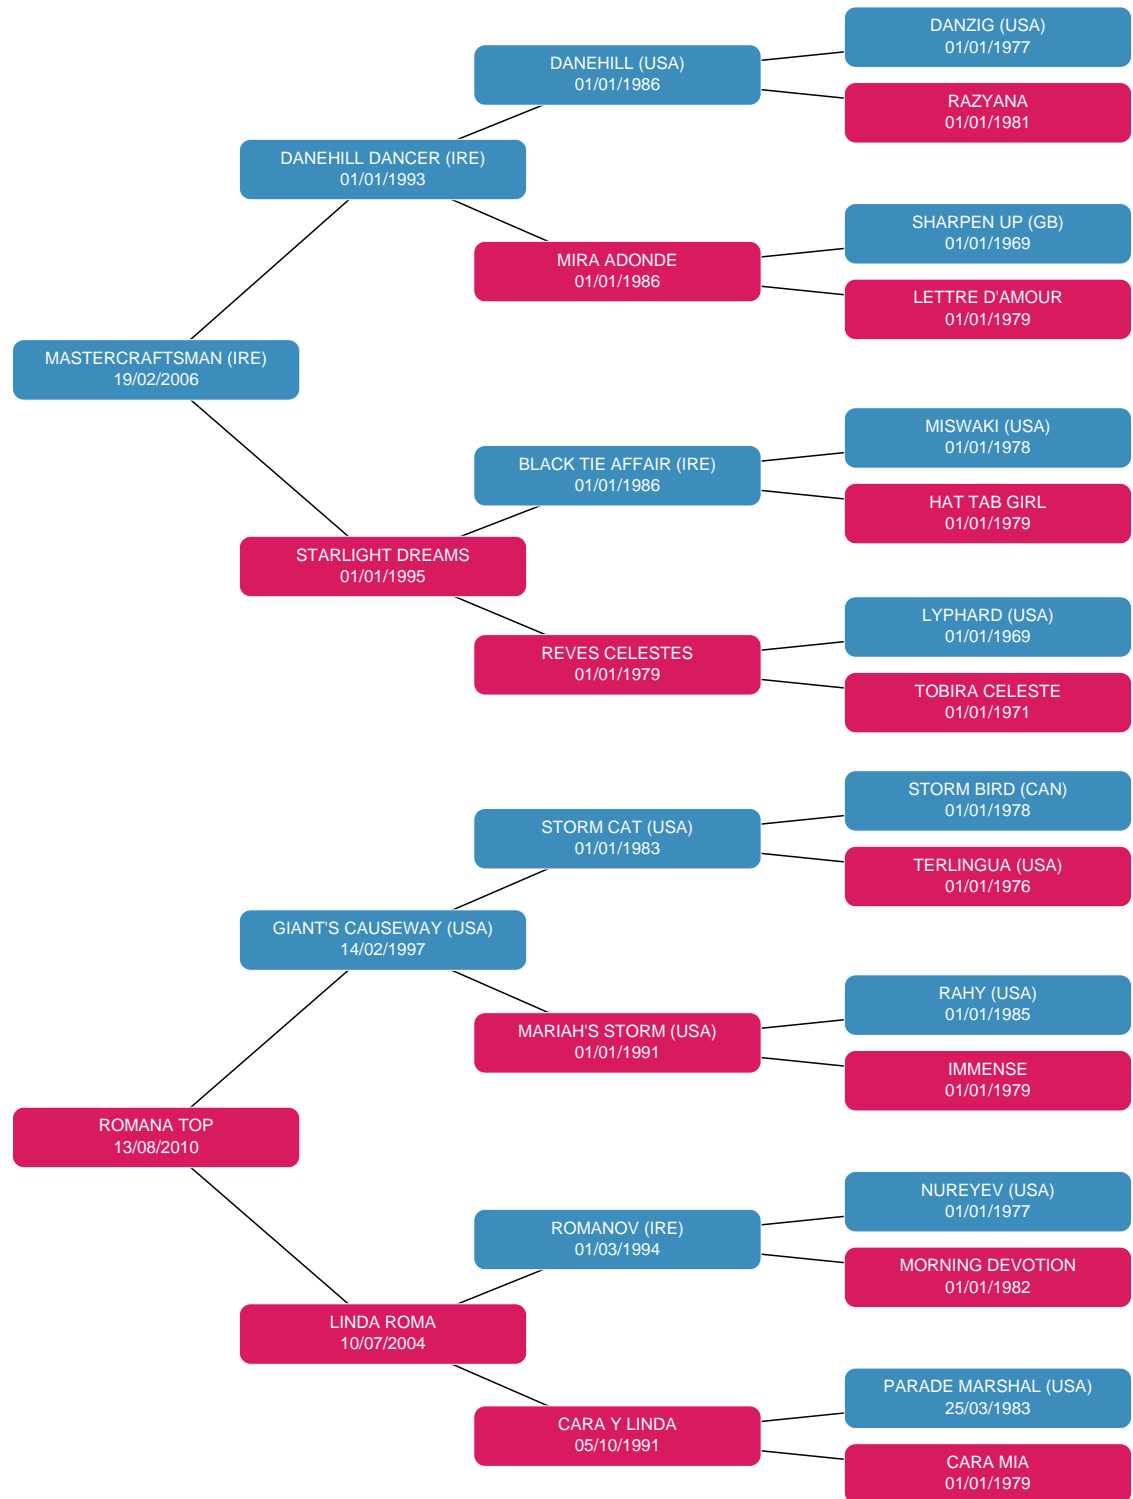 DANZIG (USA)
01/01/1977
DANEHILL (USA)
01/01/1986
RAZYANA
01/01/1981
DANEHILL DANCER (IRE)
01/01/1993
SHARPEN UP (GB)
01/01/1969
MIRA ADONDE
01/01/1986
LETTRE D'AMOUR
01/01/1979
MASTERCRAFTSMAN (IRE)
19/02/2006
MISWAKI (USA)
01/01/1978
BLACK TIE AFFAIR (IRE)
01/01/1986
HAT TAB GIRL
01/01/1979
STARLIGHT DREAMS
01/01/1995
LYPHARD (USA)
01/01/1969
REVES CELESTES
01/01/1979
TOBIRA CELESTE
01/01/1971
STORM BIRD (CAN)
01/01/1978
STORM CAT (USA)
01/01/1983
TERLINGUA (USA)
01/01/1976
GIANT'S CAUSEWAY (USA)
14/02/1997
RAHY (USA)
01/01/1985
MARIAH'S STORM (USA)
01/01/1991
IMMENSE
01/01/1979
ROMANA TOP
13/08/2010
NUREYEV (USA)
01/01/1977
ROMANOV (IRE)
01/03/1994
MORNING DEVOTION
01/01/1982
LINDA ROMA
10/07/2004
PARADE MARSHAL (USA)
25/03/1983
CARA Y LINDA
05/10/1991
CARA MIA
01/01/1979